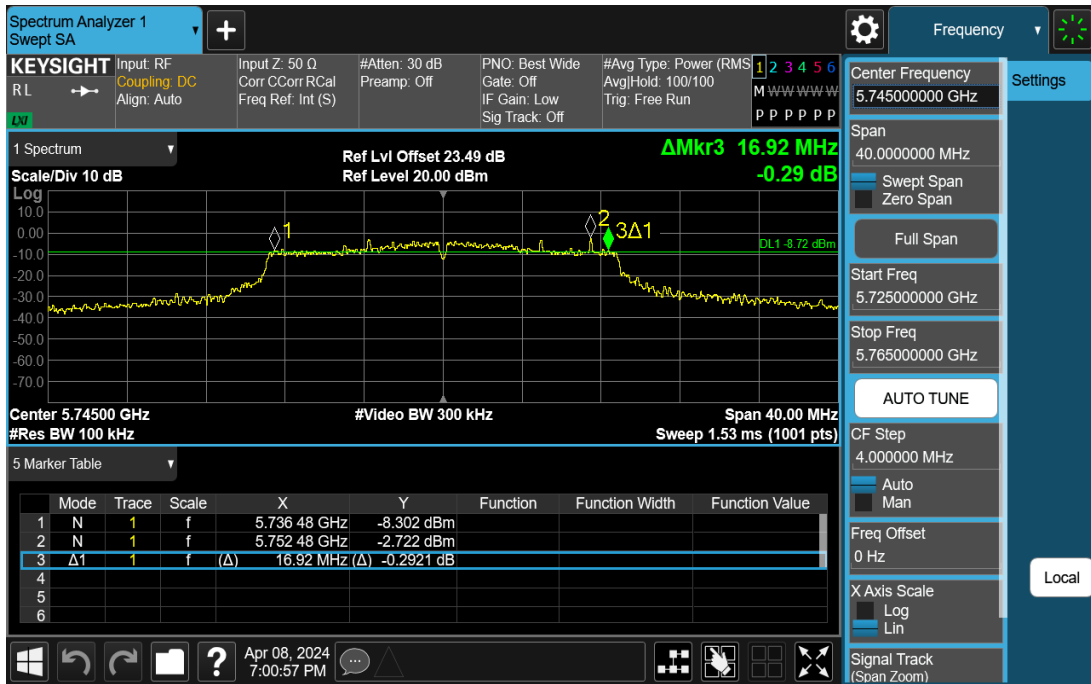 Spectrum Analyzer 1
Swept SA
+
Frequency
KEYSIGHT
RL
LXI
Input: RF
Coupling: DC
Align: Auto
Input Z: 50 Ω
Corr CCorr RCal
Freq Ref: Int (S)
#Atten: 30 dB
Preamp: Off
PNO: Best Wide
Gate: Off
IF Gain: Low
Sig Track: Off
#Avg Type: Power (RMS
Avg|Hold: 100/100
Trig: Free Run
1 2 3 4 5 6
M W W W W W
P P P P P P
1 Spectrum
Scale/Div 10 dB
Ref Lvl Offset 23.49 dB
Ref Level 20.00 dBm
ΔMkr3 16.92 MHz
-0.29 dB
Log
10.0
0.00
-10.0
-20.0
-30.0
-40.0
-50.0
-60.0
-70.0
1
2
3Δ1
DL1 -8.72 dBm
Center 5.74500 GHz
#Video BW 300 kHz
Span 40.00 MHz
#Res BW 100 kHz
Sweep 1.53 ms (1001 pts)
5 Marker Table
Mode Trace Scale X Y Function Function Width Function Value
1 N 1 f 5.736 48 GHz -8.302 dBm
2 N 1 f 5.752 48 GHz -2.722 dBm
3 Δ1 1 f (Δ) 16.92 MHz (Δ) -0.2921 dB
4
5
6
?
Apr 08, 2024
7:00:57 PM
Center Frequency
5.745000000 GHz
Span
40.0000000 MHz
Swept Span
Zero Span
Full Span
Start Freq
5.725000000 GHz
Stop Freq
5.765000000 GHz
AUTO TUNE
CF Step
4.000000 MHz
Auto
Man
Freq Offset
0 Hz
X Axis Scale
Log
Lin
Signal Track
(Span Zoom)
Settings
Local